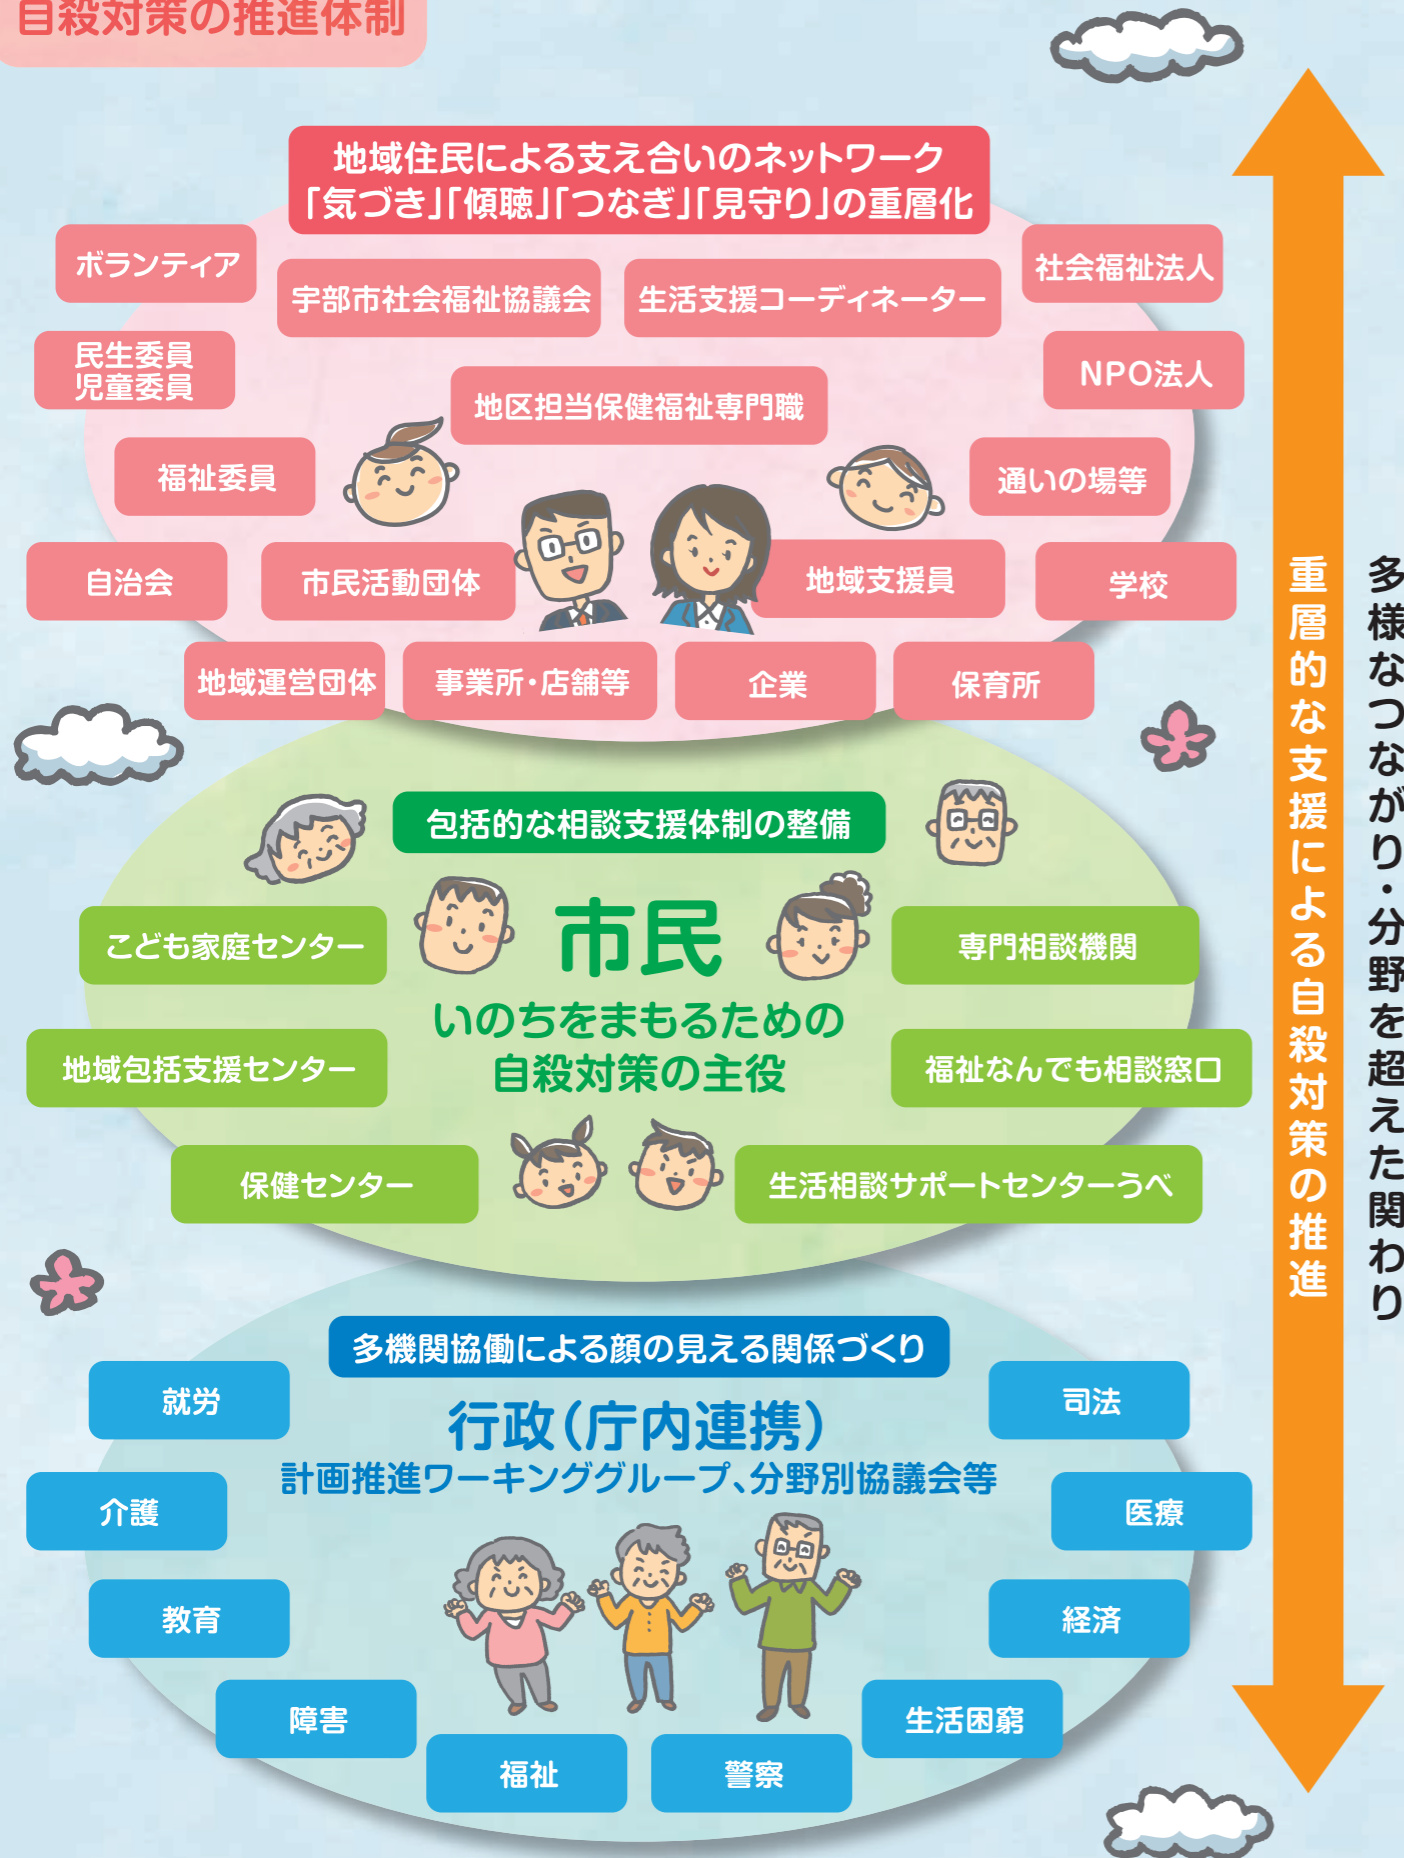 自殺対策の推進体制
地域住民による支え合いのネットワーク
「気づき」「傾聴」「つなぎ」「見守り」の重層化
ボランティア
宇部市社会福祉協議会
生活支援コーディネーター
社会福祉法人
民生委員
児童委員
NPO法人
地区担当保健福祉専門職
福祉委員
通いの場等
自治会
市民活動団体
地域支援員
学校
地域運営団体
事業所・店舗等
企業
保育所
包括的な相談支援体制の整備
市民
いのちをまもるための
自殺対策の主役
こども家庭センター
専門相談機関
地域包括支援センター
福祉なんでも相談窓口
保健センター
生活相談サポートセンターうべ
多機関協働による顔の見える関係づくり
行政(庁内連携)
計画推進ワーキンググループ、分野別協議会等
就労
司法
介護
医療
教育
経済
障害
生活困窮
福祉
警察
多様なつながり・分野を超えた関わり
重層的な支援による自殺対策の推進